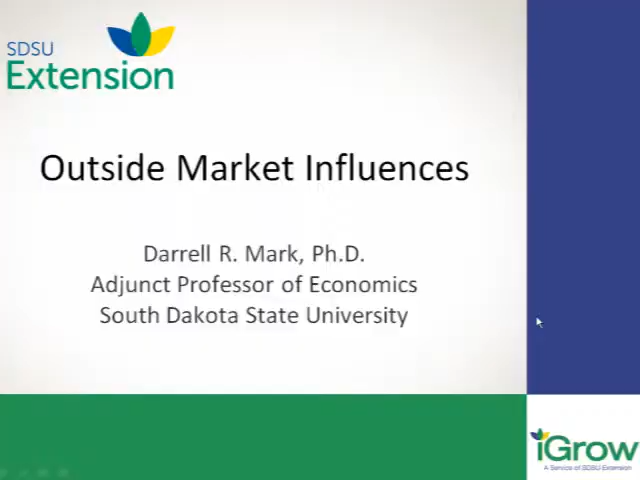 SDSU
Extension
Outside Market Influences
Darrell R. Mark, Ph.D.
Adjunct Professor of Economics
South Dakota State University
iGrow
A Service of SDSU Extension